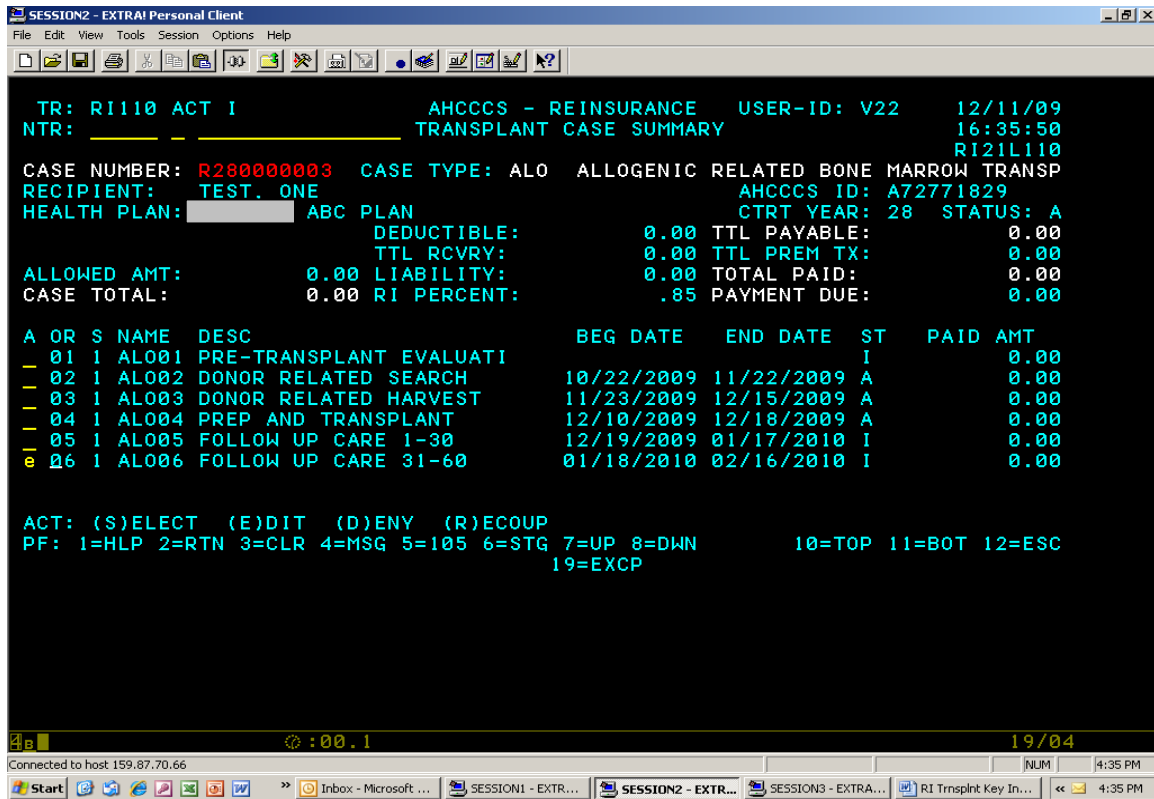 SESSION2 - EXTRA! Personal Client
File Edit View Tools Session Options Help
TR: RI110 ACT I AHCCCS - REINSURANCE USER-ID: V22 12/11/09
NTR: _____ _ _______________ TRANSPLANT CASE SUMMARY 16:35:50
RI21L110
CASE NUMBER: R280000003 CASE TYPE: ALO ALLOGENIC RELATED BONE MARROW TRANSP
RECIPIENT: TEST. ONE AHCCCS ID: A72771829
HEALTH PLAN: ABC PLAN CTRT YEAR: 28 STATUS: A
DEDUCTIBLE: 0.00 TTL PAYABLE: 0.00
TTL RCVRY: 0.00 TTL PREM TX: 0.00
ALLOWED AMT: 0.00 LIABILITY: 0.00 TOTAL PAID: 0.00
CASE TOTAL: 0.00 RI PERCENT: .85 PAYMENT DUE: 0.00
A OR S NAME DESC BEG DATE END DATE ST PAID AMT
_ 01 1 ALO01 PRE-TRANSPLANT EVALUATI I 0.00
_ 02 1 ALO02 DONOR RELATED SEARCH 10/22/2009 11/22/2009 A 0.00
_ 03 1 ALO03 DONOR RELATED HARVEST 11/23/2009 12/15/2009 A 0.00
_ 04 1 ALO04 PREP AND TRANSPLANT 12/10/2009 12/18/2009 A 0.00
_ 05 1 ALO05 FOLLOW UP CARE 1-30 12/19/2009 01/17/2010 I 0.00
e 06 1 ALO06 FOLLOW UP CARE 31-60 01/18/2010 02/16/2010 I 0.00
ACT: (S)ELECT (E)DIT (D)ENY (R)ECOUP
PF: 1=HLP 2=RTN 3=CLR 4=MSG 5=105 6=STG 7=UP 8=DWN 10=TOP 11=BOT 12=ESC
19=EXCP
4B :00.1 19/04
Connected to host 159.87.70.66 NUM 4:35 PM
Start » Inbox - Microsoft ... SESSION1 - EXTR... SESSION2 - EXTR... SESSION3 - EXTRA... RI Trnsplnt Key In... « 4:35 PM